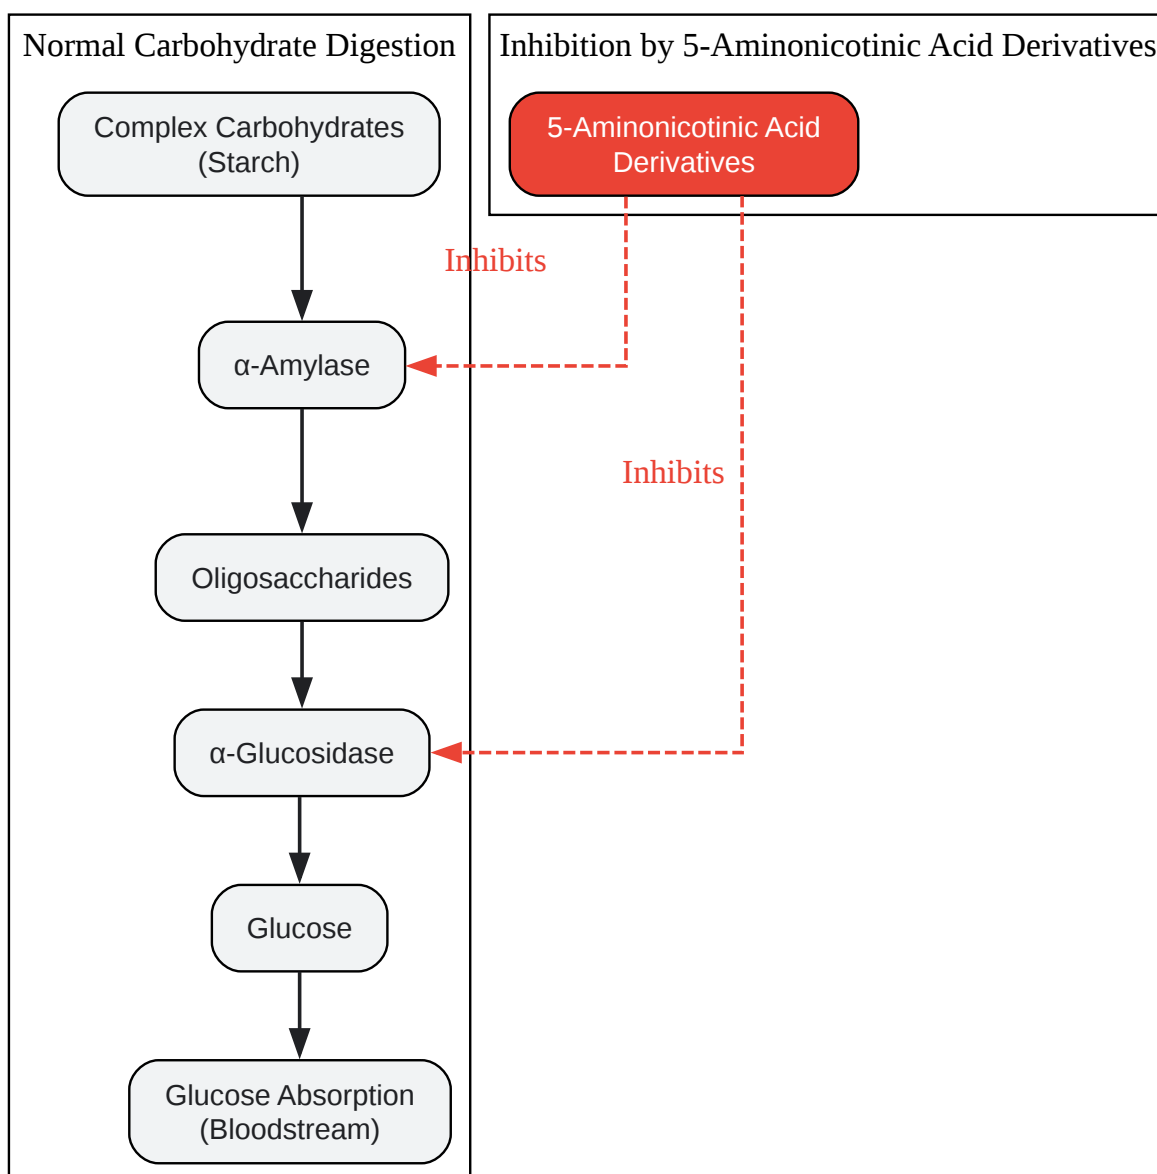 Normal Carbohydrate Digestion
Inhibition by 5-Aminonicotinic Acid Derivatives
Complex Carbohydrates
(Starch)
5-Aminonicotinic Acid
Derivatives
Inhibits
α-Amylase
Inhibits
Oligosaccharides
α-Glucosidase
Glucose
Glucose Absorption
(Bloodstream)